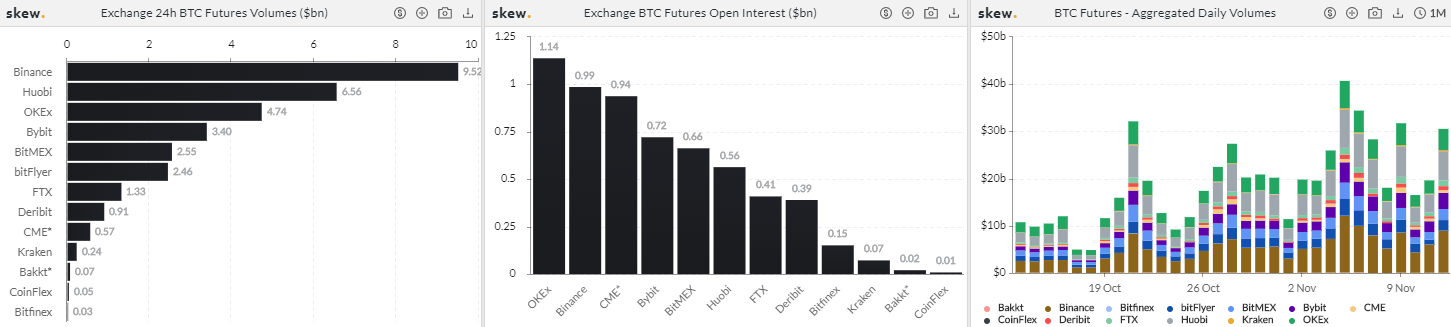 skew.
Exchange 24h BTC Futures Volumes ($bn)
0 2 4 6 8 10
Binance 9.52
Huobi 6.56
OKEx 4.74
Bybit 3.40
BitMEX 2.55
bitFlyer 2.46
FTX 1.33
Deribit 0.91
CME* 0.57
Kraken 0.24
Bakkt* 0.07
CoinFlex 0.05
Bitfinex 0.03
skew.
Exchange BTC Futures Open Interest ($bn)
1.25
1
0.75
0.5
0.25
0
1.14 0.99 0.94 0.72 0.66 0.56 0.41 0.39 0.15 0.07 0.02 0.01
OKEx Binance CME* Bybit BitMEX Huobi FTX Deribit Bitfinex Kraken Bakkt* CoinFlex
skew.
BTC Futures - Aggregated Daily Volumes
1M
$50b
$40b
$30b
$20b
$10b
$0
19 Oct 26 Oct 2 Nov 9 Nov
Bakkt Binance Bitfinex bitFlyer BitMEX Bybit CME
CoinFlex Deribit FTX Huobi Kraken OKEx